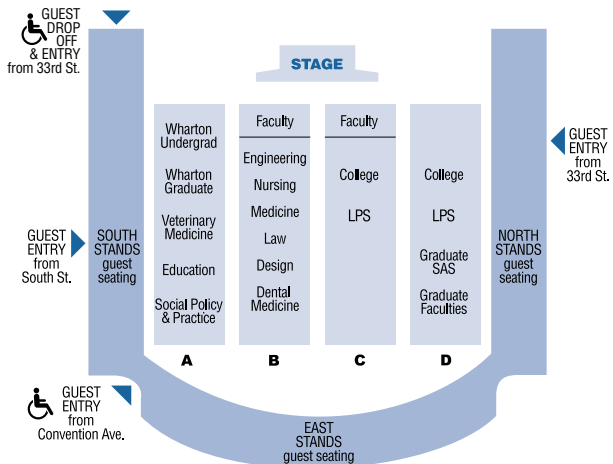 GUEST
DROP
OFF
& ENTRY
from 33rd St.
STAGE
Wharton
Undergrad
Wharton
Graduate
Veterinary
Medicine
Education
Social Policy
& Practice
A
Faculty
Engineering
Nursing
Medicine
Law
Design
Dental
Medicine
B
Faculty
College
LPS
C
College
LPS
Graduate
SAS
Graduate
Faculties
D
GUEST
ENTRY
from
33rd St.
GUEST
ENTRY
from
South St.
SOUTH
STANDS
guest
seating
NORTH
STANDS
guest
seating
GUEST
ENTRY
from
Convention Ave.
EAST
STANDS
guest seating